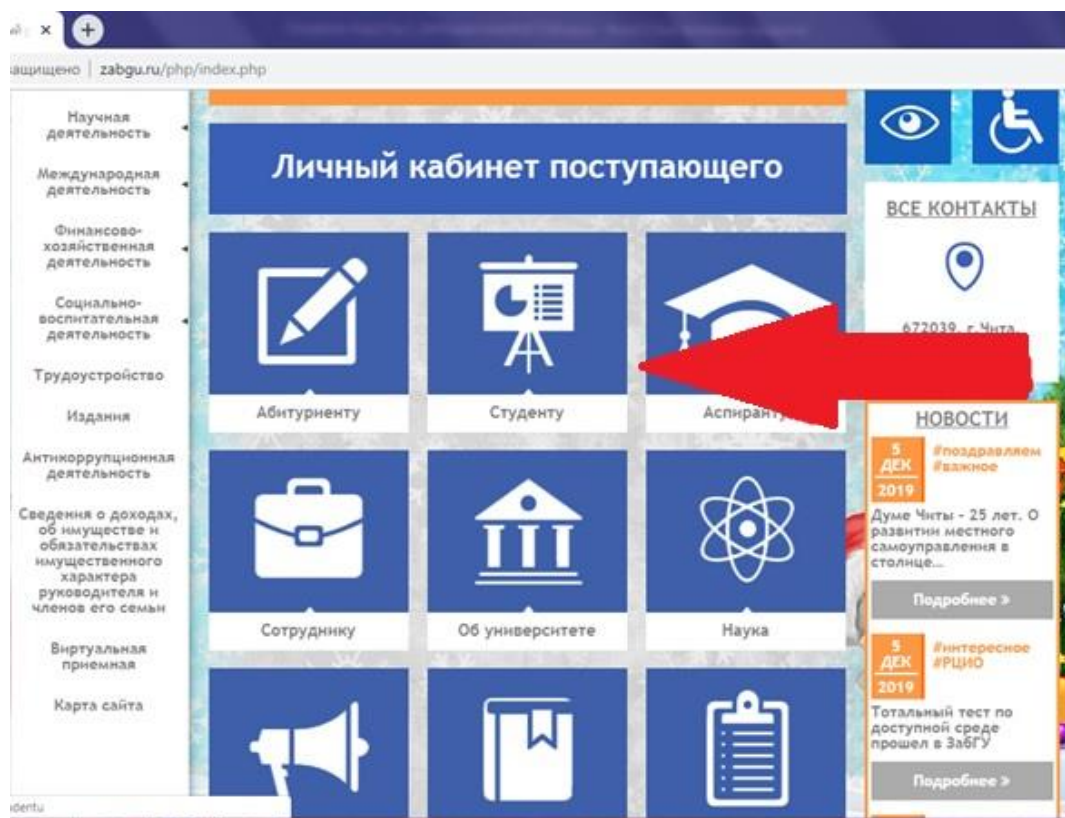 zabgu.ru/php/index.php
Научная
деятельность
Международная
деятельность
Финансово-
хозяйственная
деятельность
Социально-
воспитательная
деятельность
Трудоустройство
Издания
Антикоррупционная
деятельность
Сведения о доходах,
об имуществе и
обязательствах
имущественного
характера
руководителя и
членов его семьи
Виртуальная
приемная
Карта сайта
Личный кабинет поступающего
Абитуриенту
Студенту
Аспиранту
Сотруднику
Об университете
Наука
ВСЕ КОНТАКТЫ
672039, г.Чита,
НОВОСТИ
5
ДЕК
2019
#поздравляем
#важное
Думе Читы - 25 лет. О
развитии местного
самоуправления в
столице...
Подробнее »
5
ДЕК
2019
#интересное
#РЦИО
Тотальный тест по
доступной среде
прошел в ЗабГУ
Подробнее »